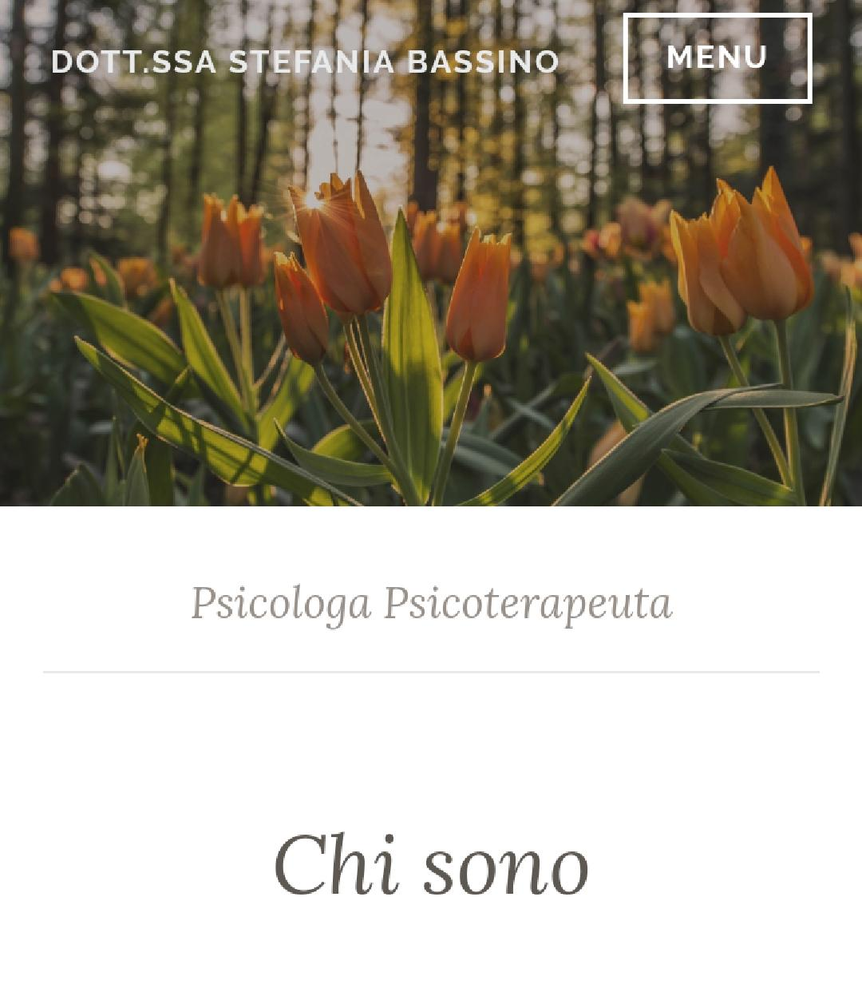 DOTT.SSA STEFANIA BASSINO
MENU
Psicologa Psicoterapeuta
Chi sono